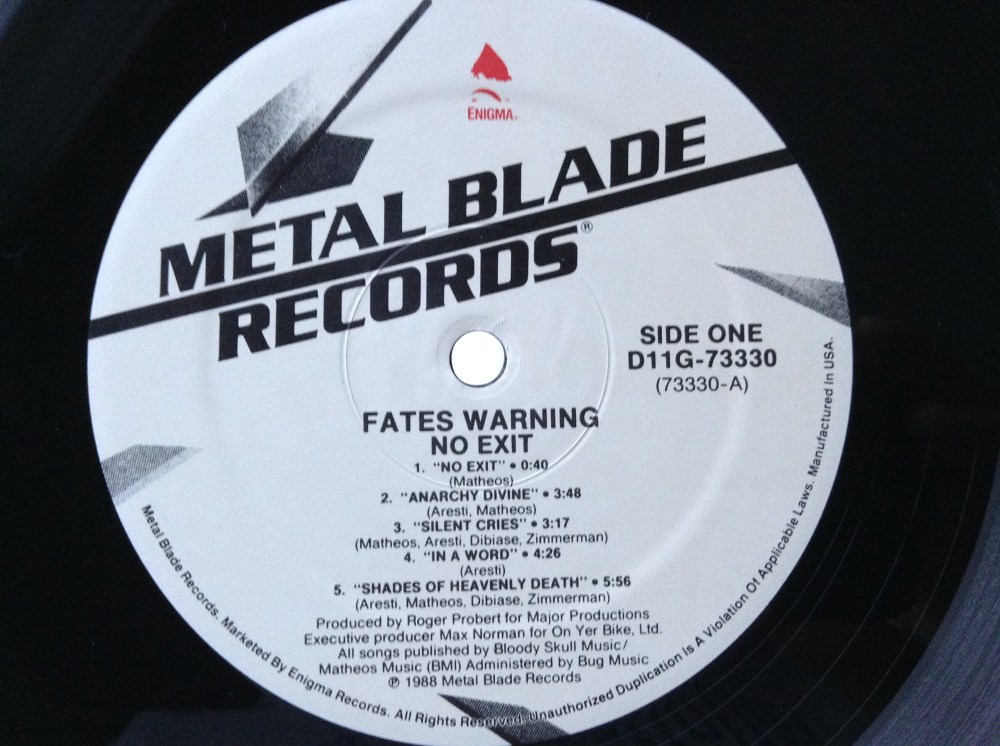 ENIGMA.
METAL BLADE
RECORDS®
SIDE ONE
D11G-73330
(73330-A)
FATES WARNING
NO EXIT
1. "NO EXIT" • 0:40
(Matheos)
2. "ANARCHY DIVINE" • 3:48
(Aresti, Matheos)
3. "SILENT CRIES" • 3:17
(Matheos, Aresti, Dibiase, Zimmerman)
4. "IN A WORD" • 4:26
(Aresti)
5. "SHADES OF HEAVENLY DEATH" • 5:56
(Aresti, Matheos, Dibiase, Zimmerman)
Produced by Roger Probert for Major Productions
Executive producer Max Norman for On Yer Bike, Ltd.
All songs published by Bloody Skull Music/
Matheos Music (BMI) Administered by Bug Music
℗ 1988 Metal Blade Records
Metal Blade Records. Marketed By Enigma Records. All Rights Reserved. Unauthorized Duplication Is A Violation Of Applicable Laws. Manufactured In USA.